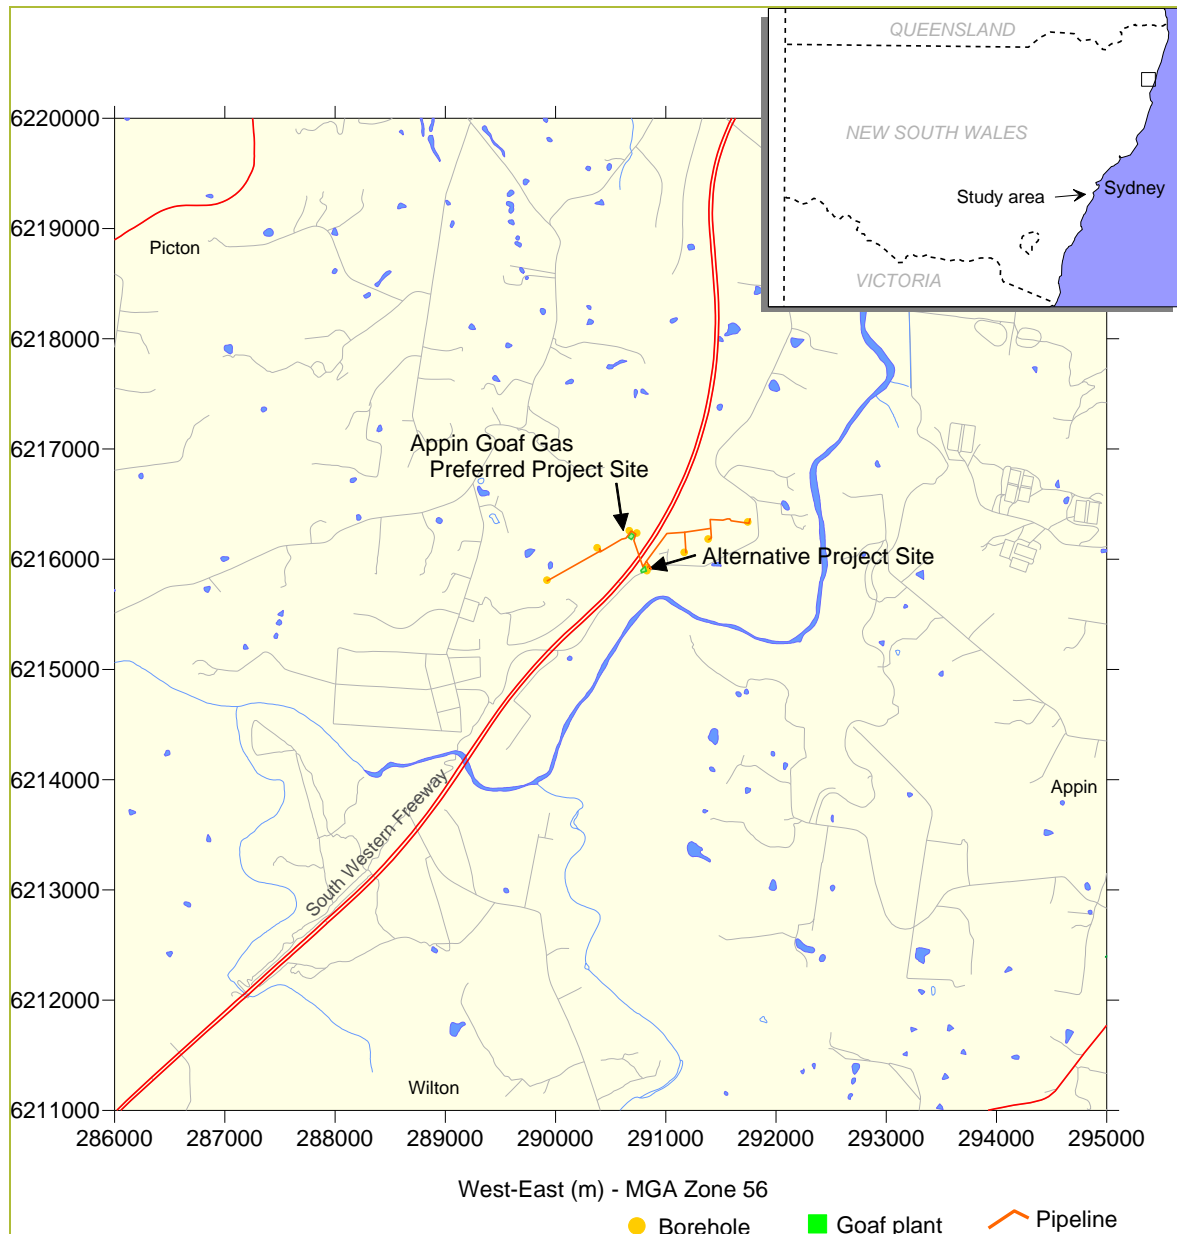 QUEENSLAND
NEW SOUTH WALES
Study area
Sydney
VICTORIA
6220000
6219000
6218000
6217000
6216000
6215000
6214000
6213000
6212000
6211000
Picton
Appin Goaf Gas
Preferred Project Site
Alternative Project Site
South Western Freeway
Appin
Wilton
286000 287000 288000 289000 290000 291000 292000 293000 294000 295000
West-East (m) - MGA Zone 56
Borehole Goaf plant Pipeline